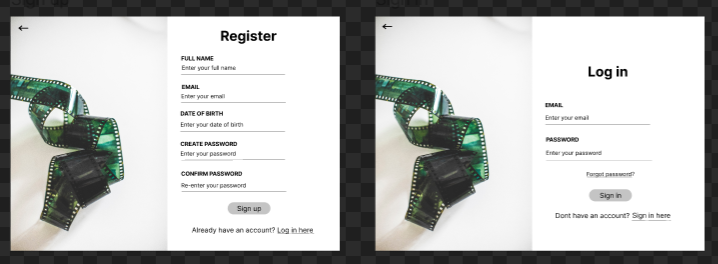 Register
FULL NAME
Enter your full name
EMAIL
Enter your email
DATE OF BIRTH
Enter your date of birth
CREATE PASSWORD
Enter your password
CONFIRM PASSWORD
Re-enter your password
Sign up
Already have an account? Log in here
Log in
EMAIL
Enter your email
PASSWORD
Enter your password
Forgot password?
Sign in
Dont have an account? Sign in here